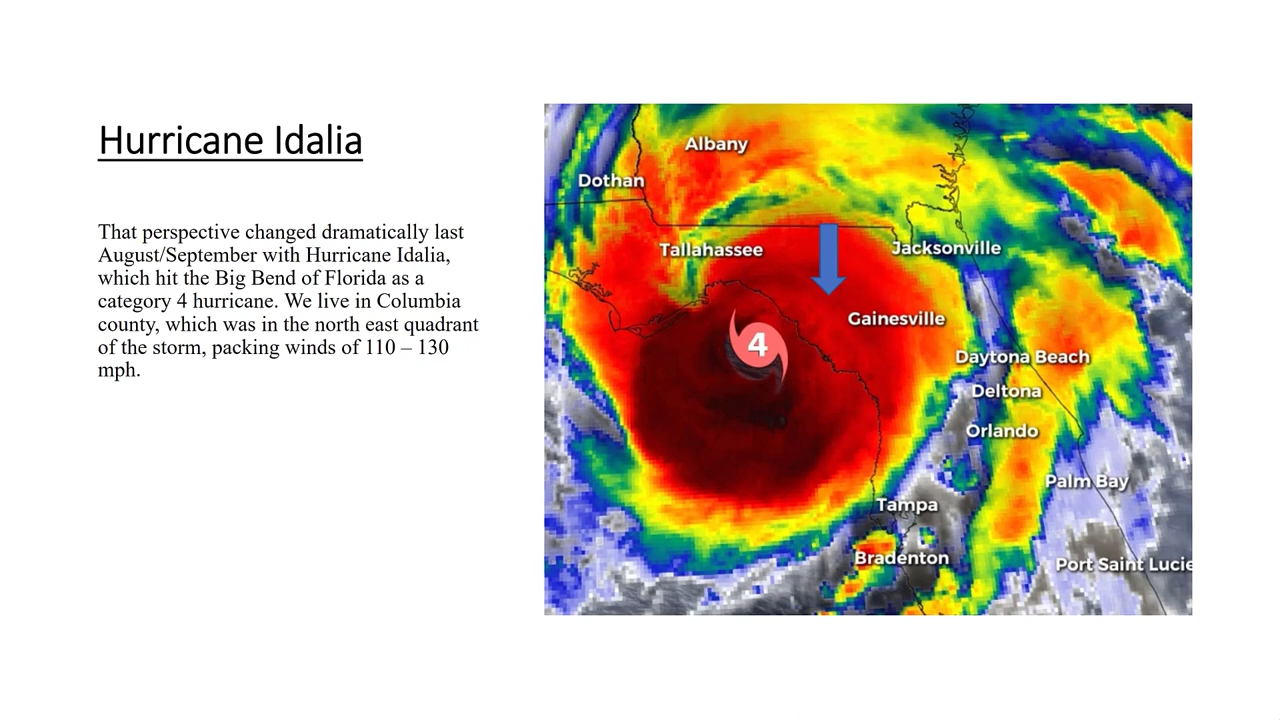 Hurricane Idalia
That perspective changed dramatically last
August/September with Hurricane Idalia,
which hit the Big Bend of Florida as a
category 4 hurricane. We live in Columbia
county, which was in the north east quadrant
of the storm, packing winds of 110 – 130
mph.
Albany
Dothan
Tallahassee
Jacksonville
Gainesville
4
Daytona Beach
Deltona
Orlando
Palm Bay
Tampa
Bradenton
Port Saint Lucie